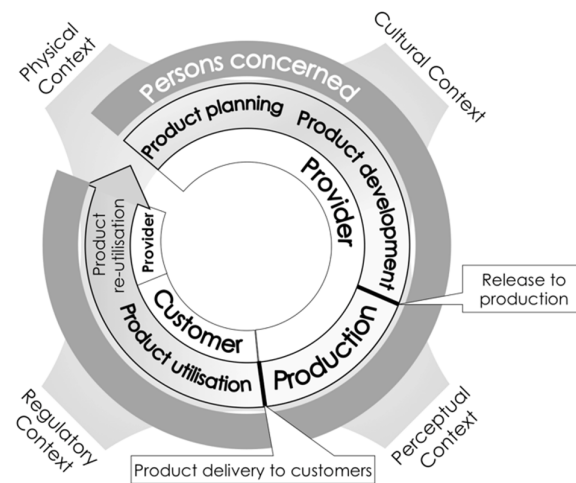 Physical
Context
Cultural Context
Persons concerned
Product planning
Product development
Provider
Release to
production
Production
Product delivery to customers
Customer
Product utilisation
Provider
Product
re-utilisation
Regulatory
Context
Perceptual
Context